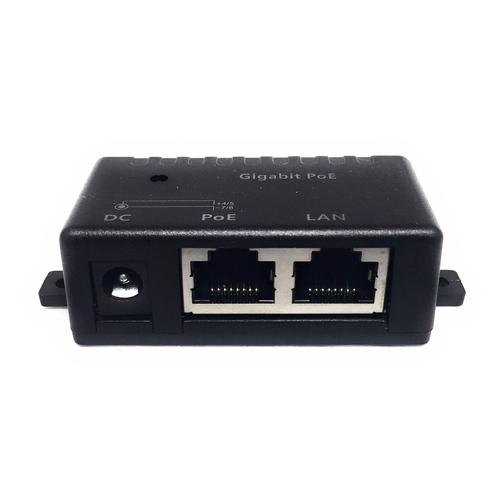 Gigabit PoE
+4/5
-7/8
DC PoE LAN